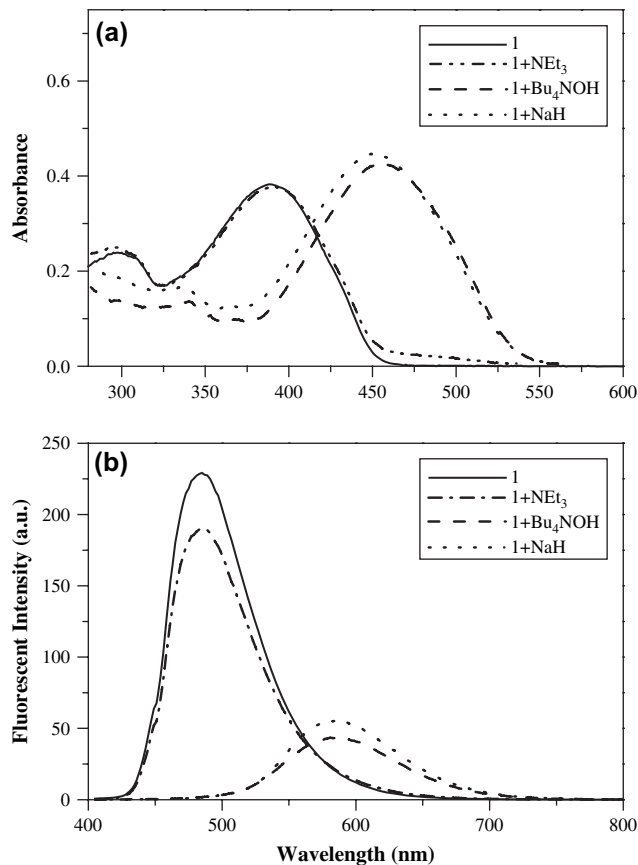 (a)
1
1+NEt₃
1+Bu₄NOH
1+NaH
Absorbance
0.6
0.4
0.2
0.0
300 350 400 450 500 550 600
(b)
1
1+NEt₃
1+Bu₄NOH
1+NaH
Fluorescent Intensity (a.u.)
250
200
150
100
50
0
400 500 600 700 800
Wavelength (nm)